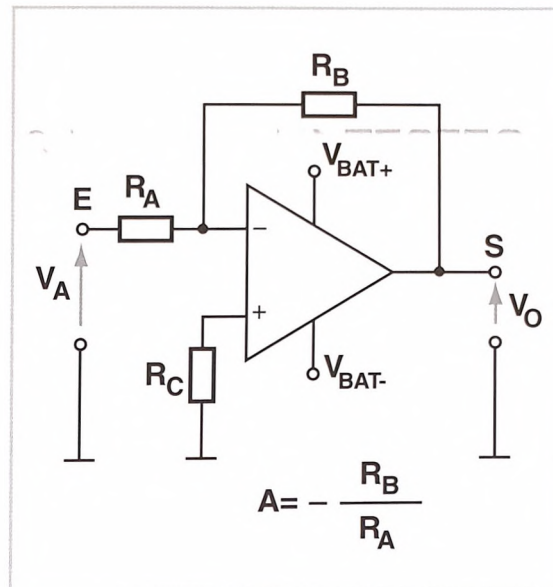 R_B
V_BAT+
E
R_A
−
S
V_A
+
V_O
R_C
V_BAT-
A= − R_B
R_A